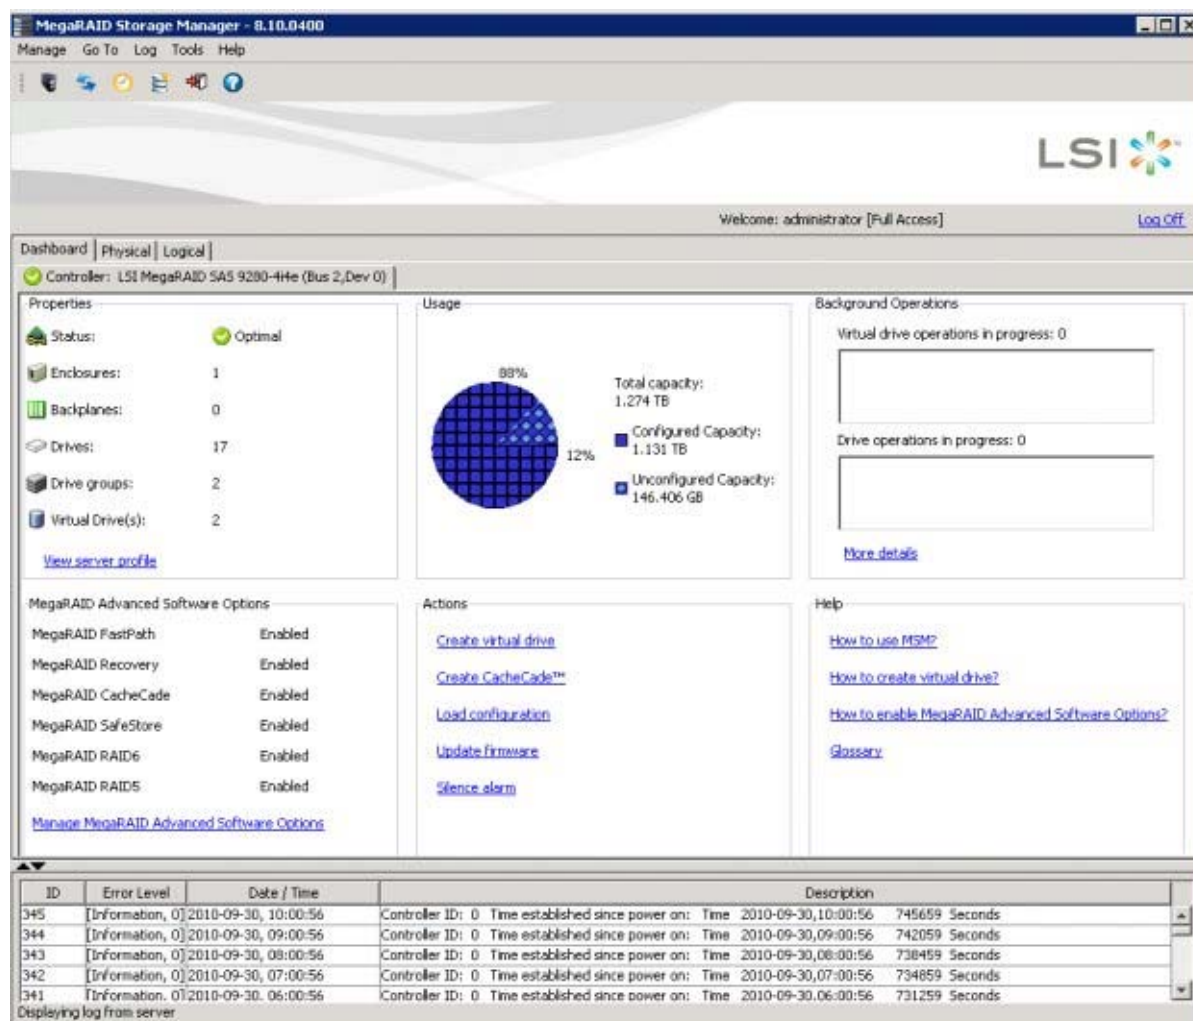 MegaRAID Storage Manager - 8.10.0400
Manage Go To Log Tools Help
LSI
Welcome: administrator [Full Access] Log Off
Dashboard Physical Logical
Controller: LSI MegaRAID SAS 9280-4i4e (Bus 2,Dev 0)
Properties
Status: Optimal
Enclosures: 1
Backplanes: 0
Drives: 17
Drive groups: 2
Virtual Drive(s): 2
View server profile
Usage
88%
12%
Total capacity:
1.274 TB
Configured Capacity:
1.131 TB
Unconfigured Capacity:
146.406 GB
Background Operations
Virtual drive operations in progress: 0
Drive operations in progress: 0
More details
MegaRAID Advanced Software Options
MegaRAID FastPath Enabled
MegaRAID Recovery Enabled
MegaRAID CacheCade Enabled
MegaRAID SafeStore Enabled
MegaRAID RAID6 Enabled
MegaRAID RAID5 Enabled
Manage MegaRAID Advanced Software Options
Actions
Create virtual drive
Create CacheCade™
Load configuration
Update firmware
Silence alarm
Help
How to use MSM?
How to create virtual drive?
How to enable MegaRAID Advanced Software Options?
Glossary
ID Error Level Date / Time Description
345 [Information, 0] 2010-09-30, 10:00:56 Controller ID: 0 Time established since power on: Time 2010-09-30,10:00:56 745659 Seconds
344 [Information, 0] 2010-09-30, 09:00:56 Controller ID: 0 Time established since power on: Time 2010-09-30,09:00:56 742059 Seconds
343 [Information, 0] 2010-09-30, 08:00:56 Controller ID: 0 Time established since power on: Time 2010-09-30,08:00:56 738459 Seconds
342 [Information, 0] 2010-09-30, 07:00:56 Controller ID: 0 Time established since power on: Time 2010-09-30,07:00:56 734859 Seconds
341 [Information, 0] 2010-09-30, 06:00:56 Controller ID: 0 Time established since power on: Time 2010-09-30,06:00:56 731259 Seconds
Displaying log from server